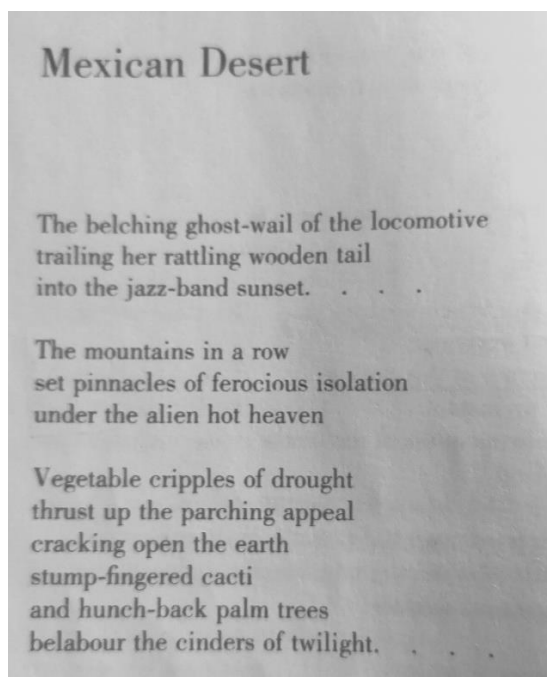 Mexican Desert
The belching ghost-wail of the locomotive
trailing her rattling wooden tail
into the jazz-band sunset. . . .
The mountains in a row
set pinnacles of ferocious isolation
under the alien hot heaven
Vegetable cripples of drought
thrust up the parching appeal
cracking open the earth
stump-fingered cacti
and hunch-back palm trees
belabour the cinders of twilight. . . .